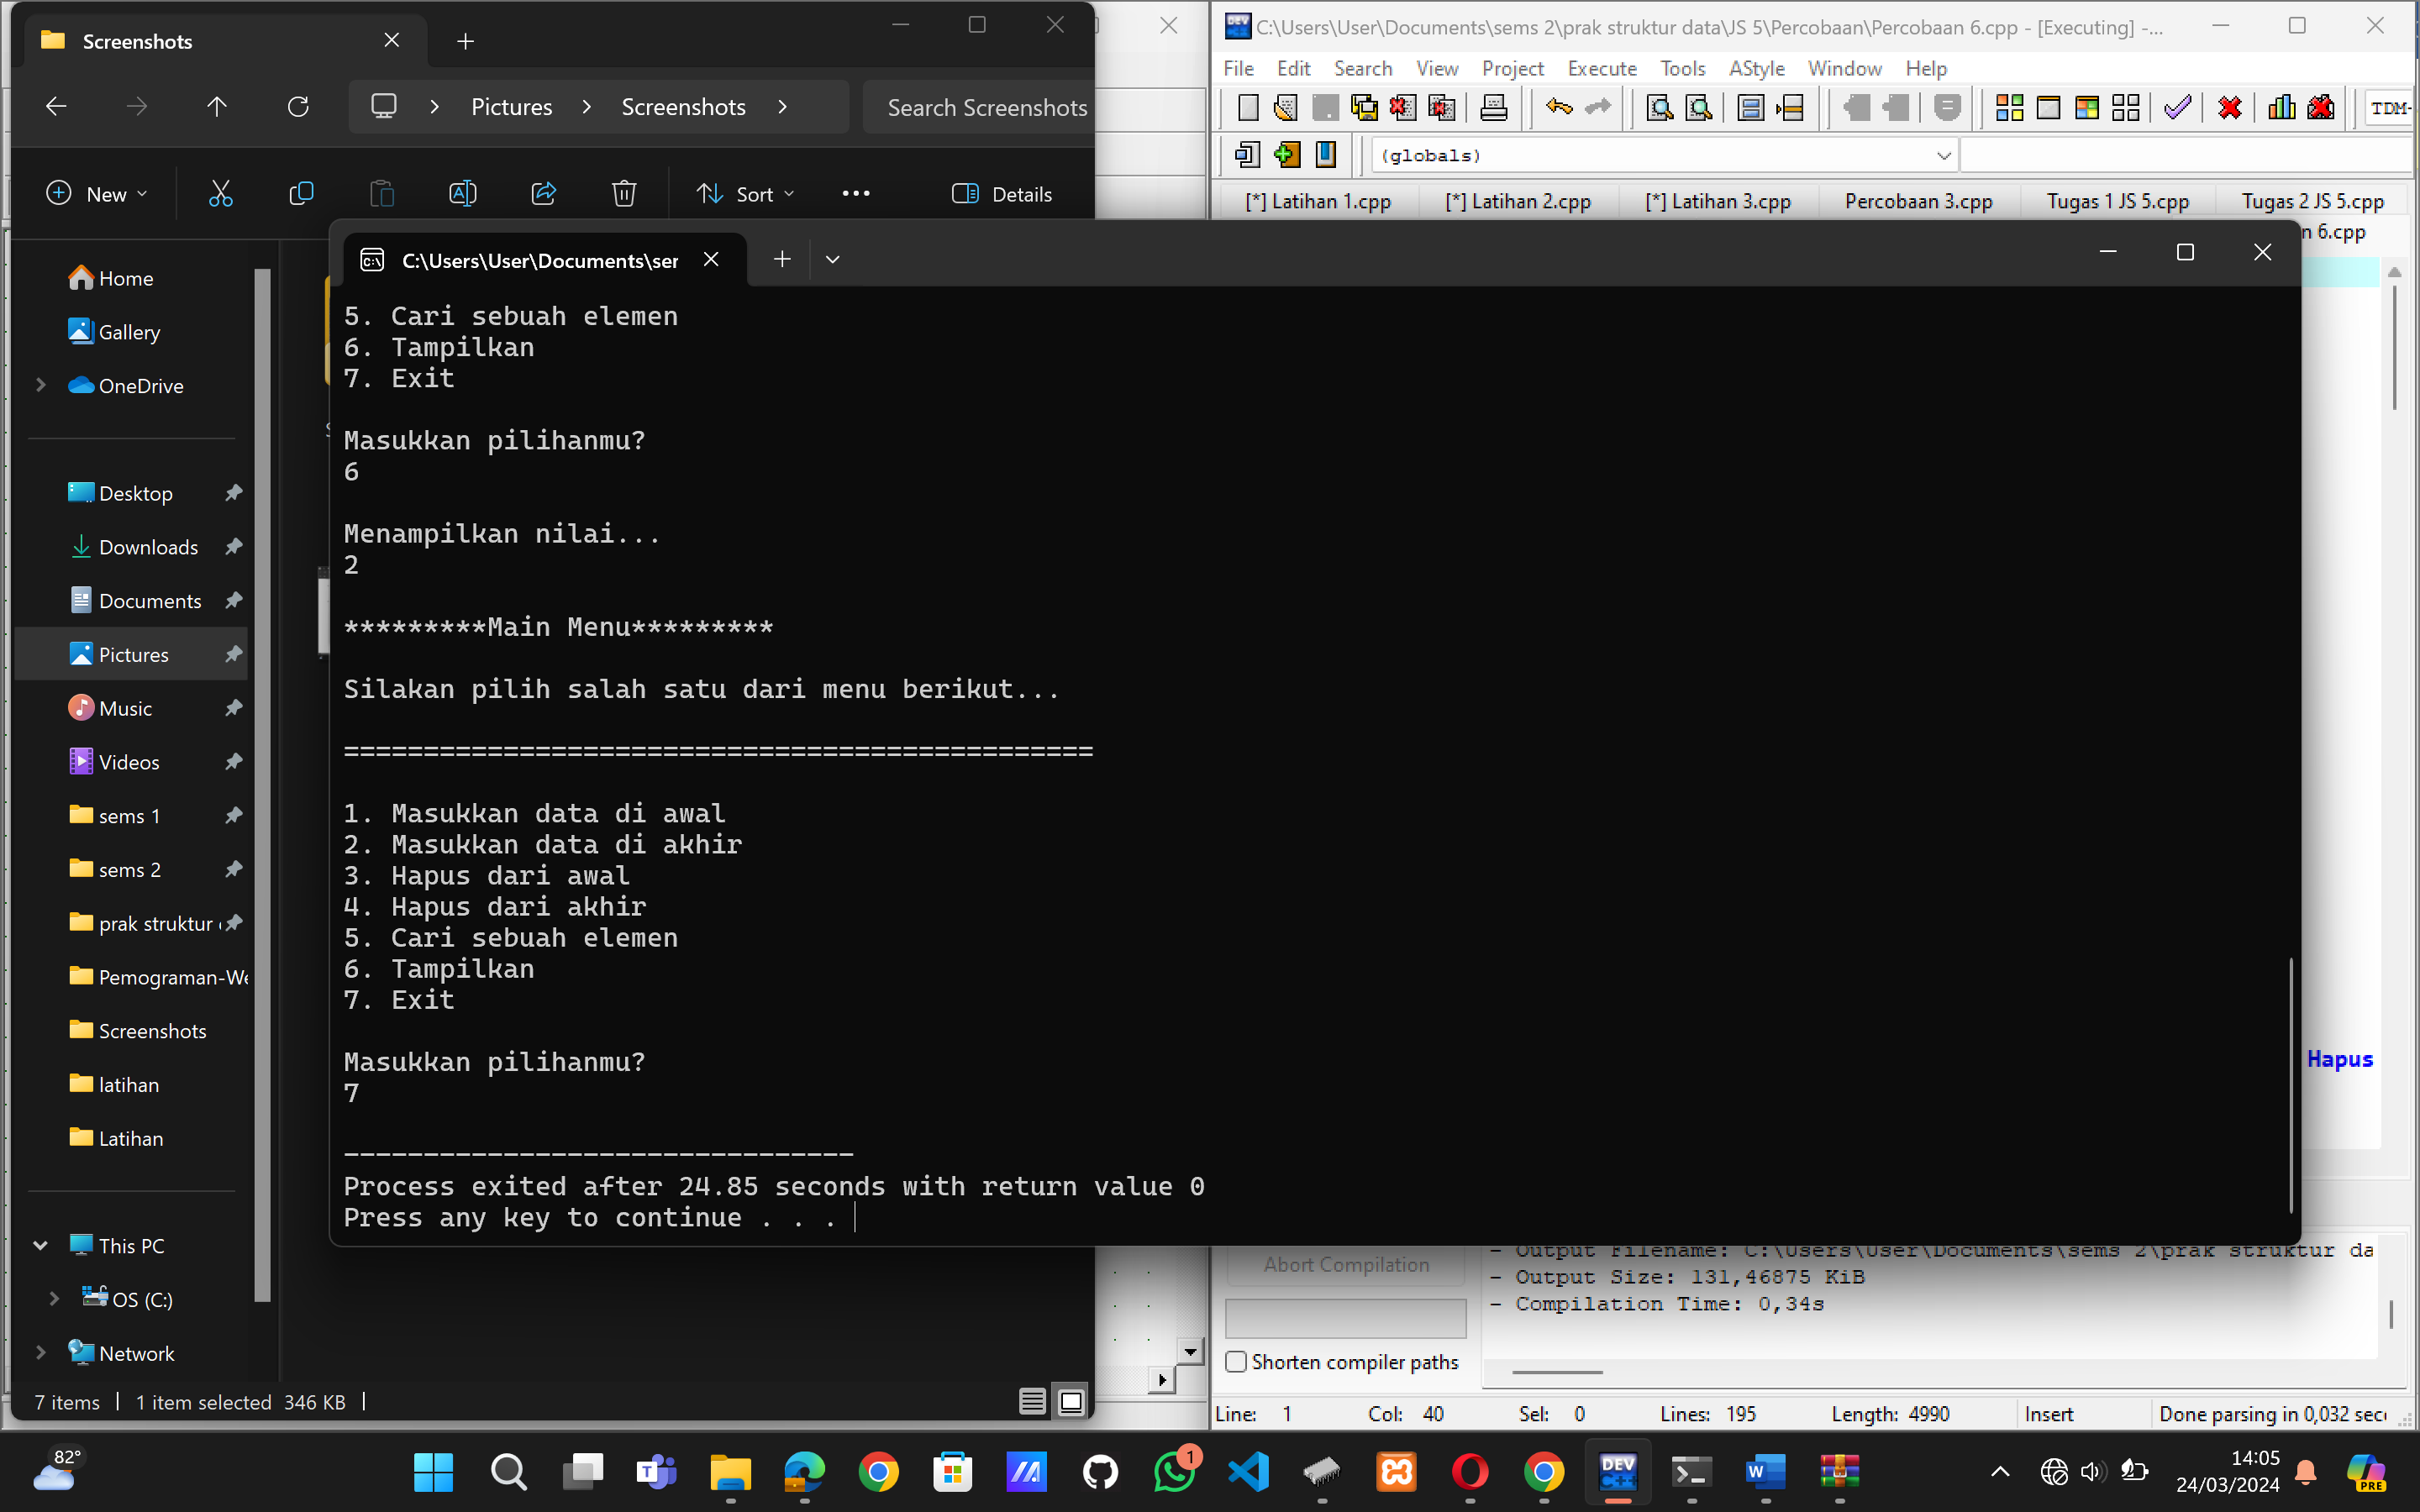 Screenshots
Pictures
Screenshots
Search Screenshots
New
Sort
Details
Home
Gallery
OneDrive
Desktop
Downloads
Documents
Pictures
Music
Videos
sems 1
sems 2
prak struktur
Pemograman-We
Screenshots
latihan
Latihan
This PC
OS (C:)
Network
7 items
1 item selected 346 KB
C:\Users\User\Documents\sems 2\prak struktur data\JS 5\Percobaan\Percobaan 6.cpp - [Executing] -...
File Edit Search View Project Execute Tools AStyle Window Help
TDM-
(globals)
[*] Latihan 1.cpp [*] Latihan 2.cpp [*] Latihan 3.cpp Percobaan 3.cpp Tugas 1 JS 5.cpp Tugas 2 JS 5.cpp
n 6.cpp
C:\Users\User\Documents\ser
5. Cari sebuah elemen
6. Tampilkan
7. Exit
Masukkan pilihanmu?
6
Menampilkan nilai...
2
*********Main Menu*********
Silakan pilih salah satu dari menu berikut...
===============================================
1. Masukkan data di awal
2. Masukkan data di akhir
3. Hapus dari awal
4. Hapus dari akhir
5. Cari sebuah elemen
6. Tampilkan
7. Exit
Masukkan pilihanmu?
7
--------------------------------
Process exited after 24.85 seconds with return value 0
Press any key to continue . . .
Hapus
Abort Compilation
Shorten compiler paths
- Output Filename: C:\Users\User\Documents\sems 2\prak struktur da
- Output Size: 131,46875 KiB
- Compilation Time: 0,34s
Line: 1 Col: 40 Sel: 0 Lines: 195 Length: 4990 Insert Done parsing in 0,032 sec
82°
1
DEV C++
14:05
24/03/2024
PRE